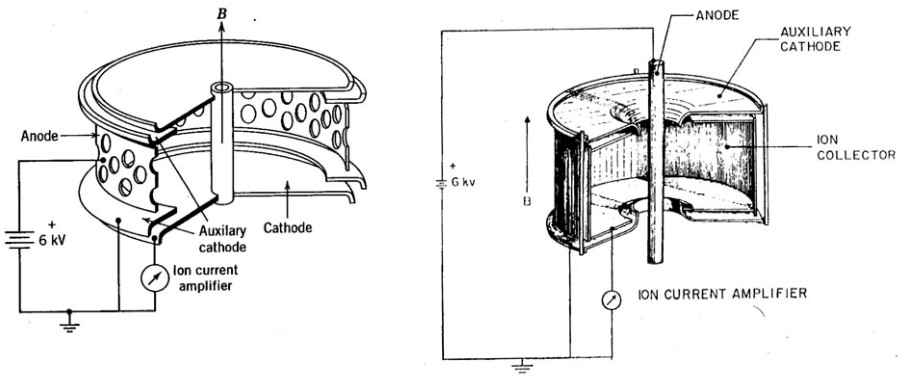 B
Anode
+
6 kV
Auxilary
cathode
Cathode
Ion current
amplifier
ANODE
AUXILIARY
CATHODE
ION
COLLECTOR
B
+
6 kv
ION CURRENT AMPLIFIER